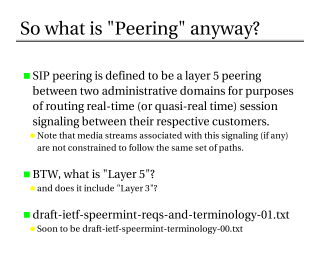 So what is "Peering" anyway?
SIP peering is defined to be a layer 5 peering
between two administrative domains for purposes
of routing real-time (or quasi-real time) session
signaling between their respective customers.
Note that media streams associated with this signaling (if any)
are not constrained to follow the same set of paths.
BTW, what is "Layer 5"?
and does it include "Layer 3"?
draft-ietf-speermint-reqs-and-terminology-01.txt
Soon to be draft-ietf-speermint-terminology-00.txt